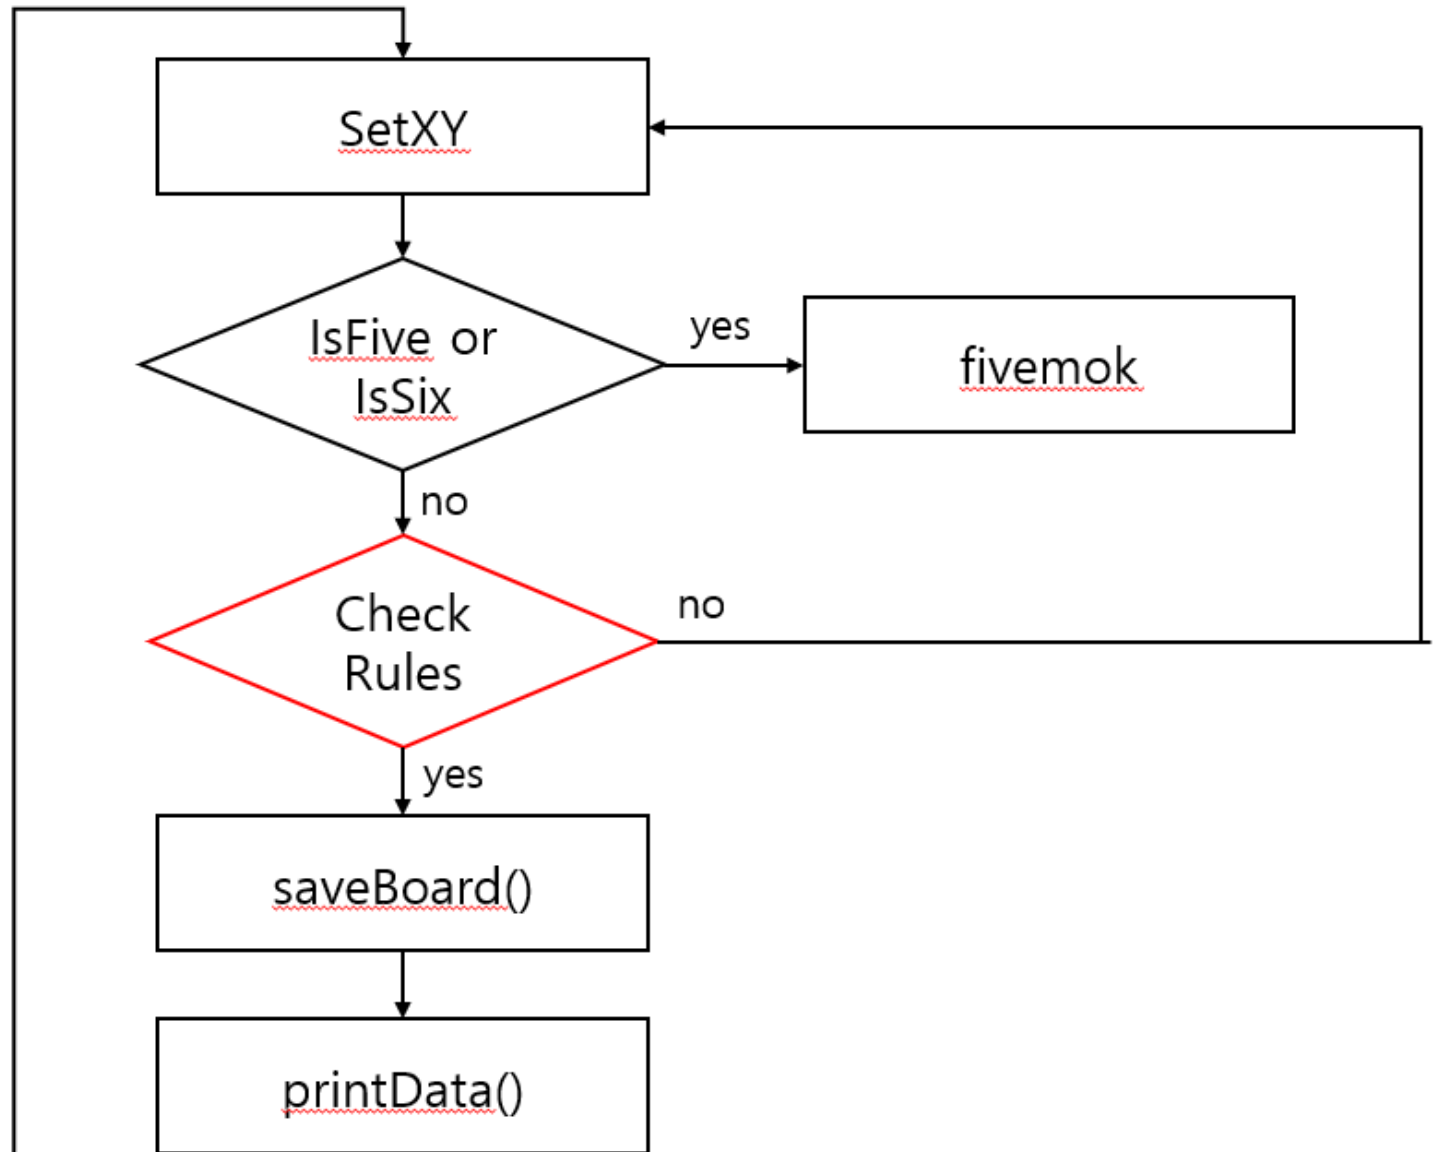 SetXY
IsFive or
IsSix
yes
fivemok
no
Check
Rules
no
yes
saveBoard()
printData()